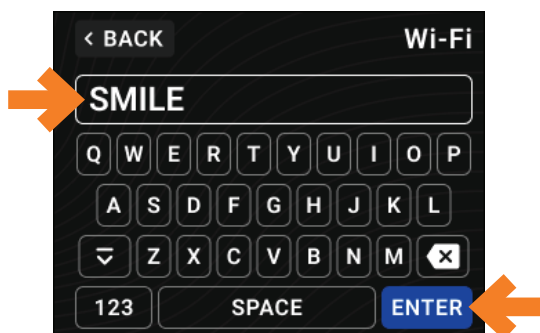 < BACK Wi-Fi
SMILE
Q W E R T Y U I O P
A S D F G H J K L
Z X C V B N M
123 SPACE ENTER